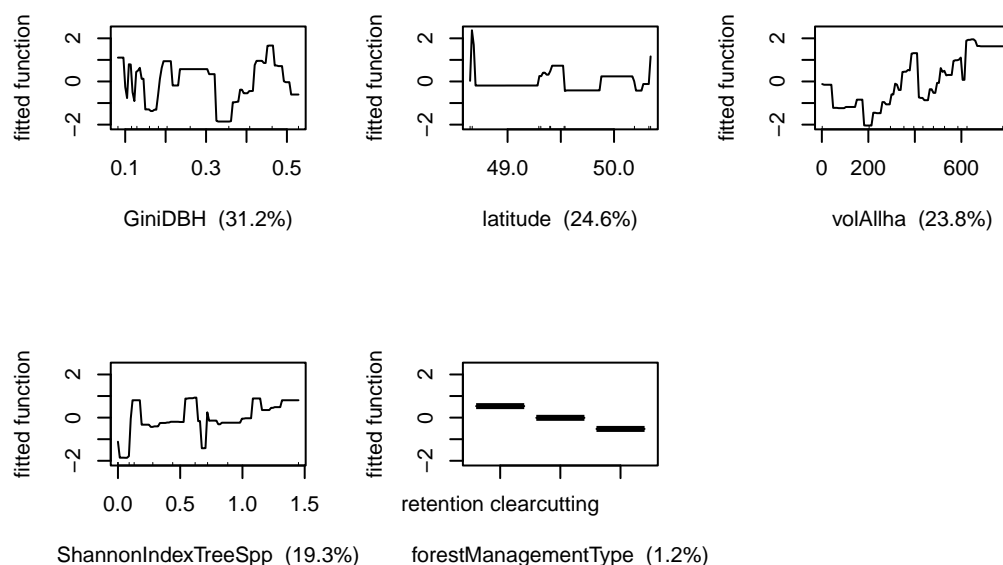 fitted function
2
0
−2
0.1
0.3
0.5
GiniDBH (31.2%)
fitted function
2
0
−2
49.0
50.0
latitude (24.6%)
fitted function
2
0
−2
0
200
600
volAllha (23.8%)
fitted function
2
0
−2
0.0
0.5
1.0
1.5
ShannonIndexTreeSpp (19.3%)
fitted function
2
0
−2
retention clearcutting
forestManagementType (1.2%)